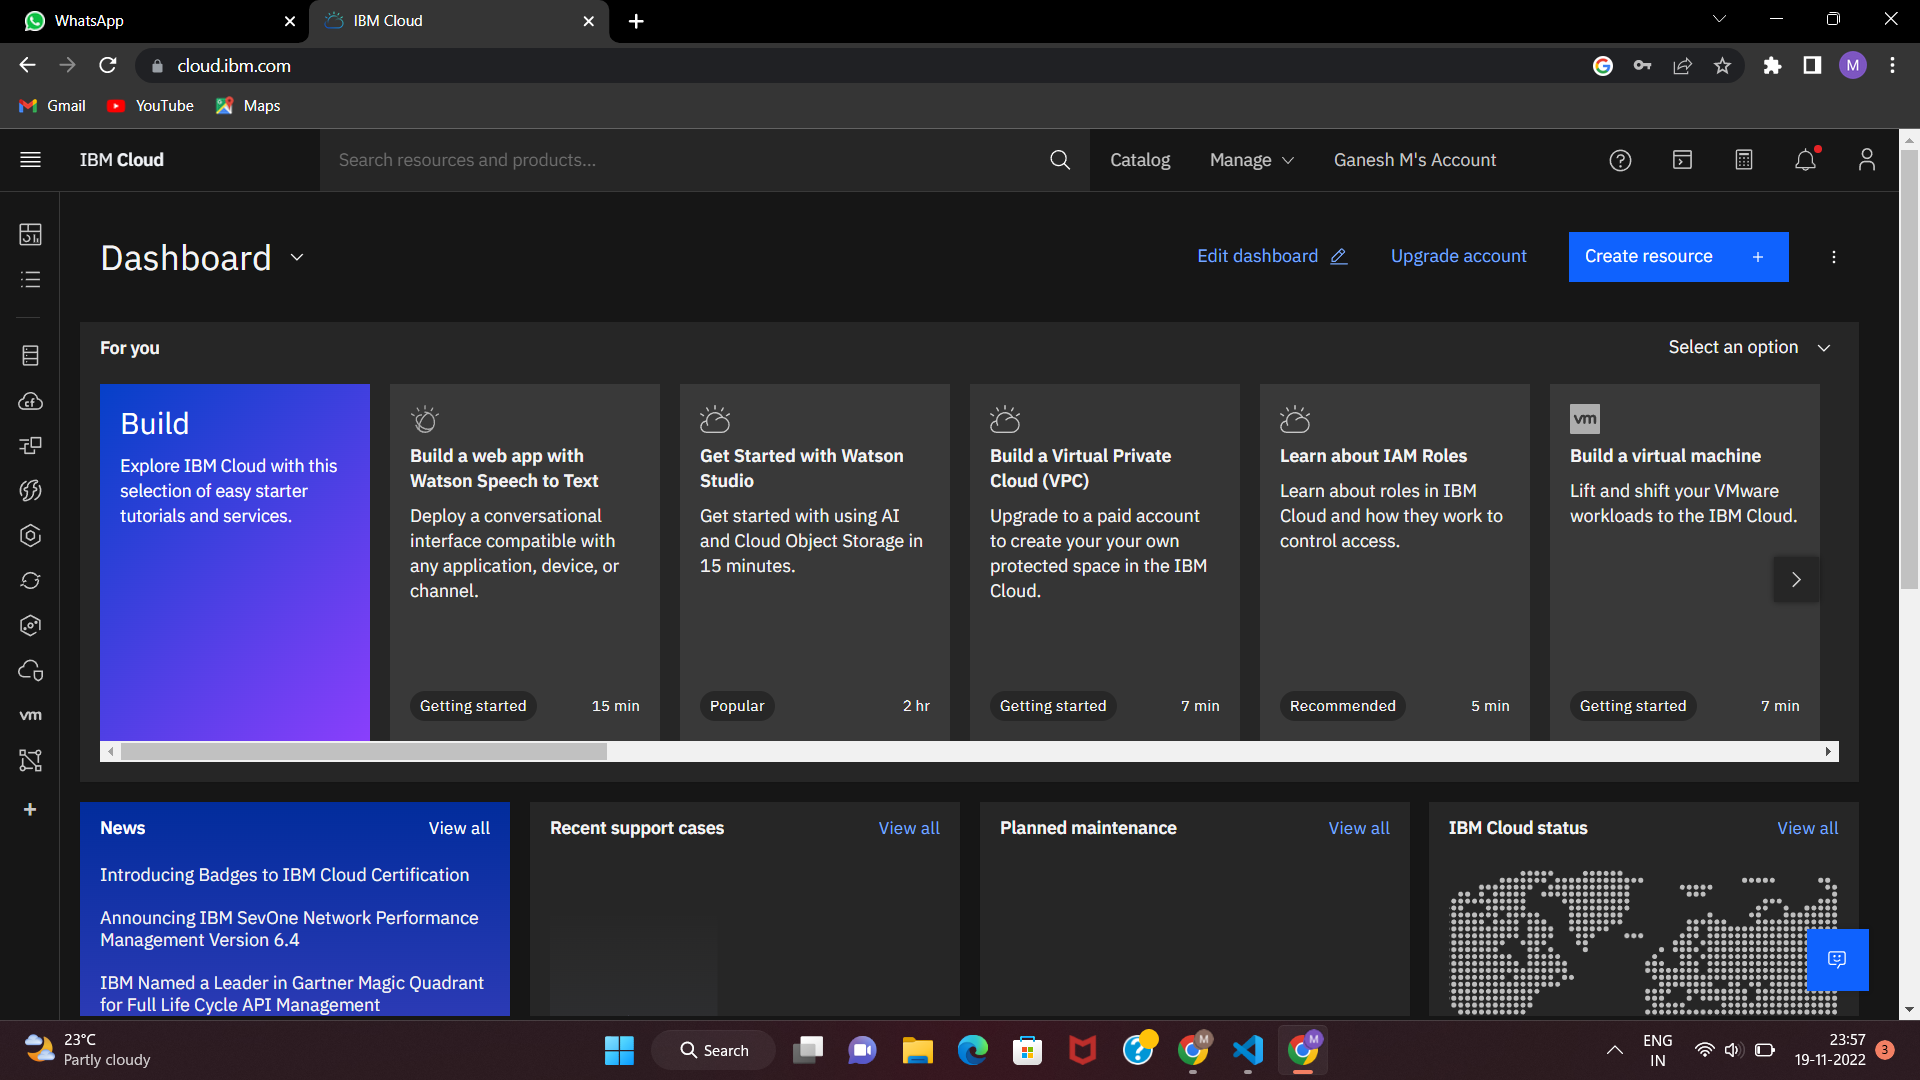 WhatsApp
IBM Cloud
cloud.ibm.com
M
Gmail
YouTube
Maps
IBM Cloud
Search resources and products...
Catalog
Manage
Ganesh M's Account
Dashboard
Edit dashboard
Upgrade account
Create resource +
For you
Select an option
Build
Explore IBM Cloud with this
selection of easy starter
tutorials and services.
Build a web app with
Watson Speech to Text
Deploy a conversational
interface compatible with
any application, device, or
channel.
Getting started
15 min
Get Started with Watson
Studio
Get started with using AI
and Cloud Object Storage in
15 minutes.
Popular
2 hr
Build a Virtual Private
Cloud (VPC)
Upgrade to a paid account
to create your your own
protected space in the IBM
Cloud.
Getting started
7 min
Learn about IAM Roles
Learn about roles in IBM
Cloud and how they work to
control access.
Recommended
5 min
vm
Build a virtual machine
Lift and shift your VMware
workloads to the IBM Cloud.
Getting started
7 min
cf
vm
News
View all
Introducing Badges to IBM Cloud Certification
Announcing IBM SevOne Network Performance
Management Version 6.4
IBM Named a Leader in Gartner Magic Quadrant
for Full Life Cycle API Management
Recent support cases
View all
Planned maintenance
View all
IBM Cloud status
View all
23°C
Partly cloudy
Search
M
M
ENG
IN
23:57
19-11-2022
3